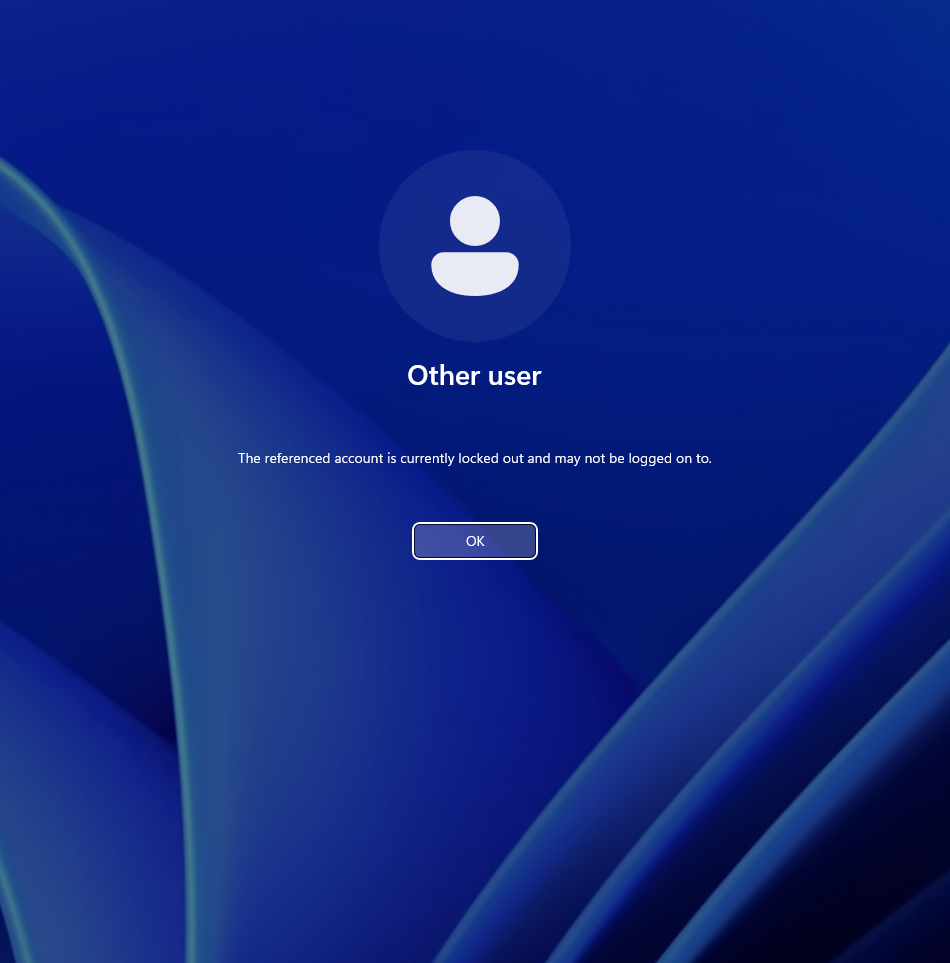 Other user
The referenced account is currently locked out and may not be logged on to.
OK